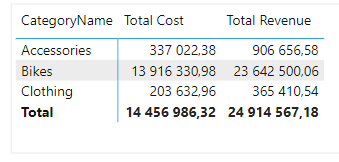 CategoryName Total Cost Total Revenue
Accessories 337 022,38 906 656,58
Bikes 13 916 330,98 23 642 500,06
Clothing 203 632,96 365 410,54
Total 14 456 986,32 24 914 567,18